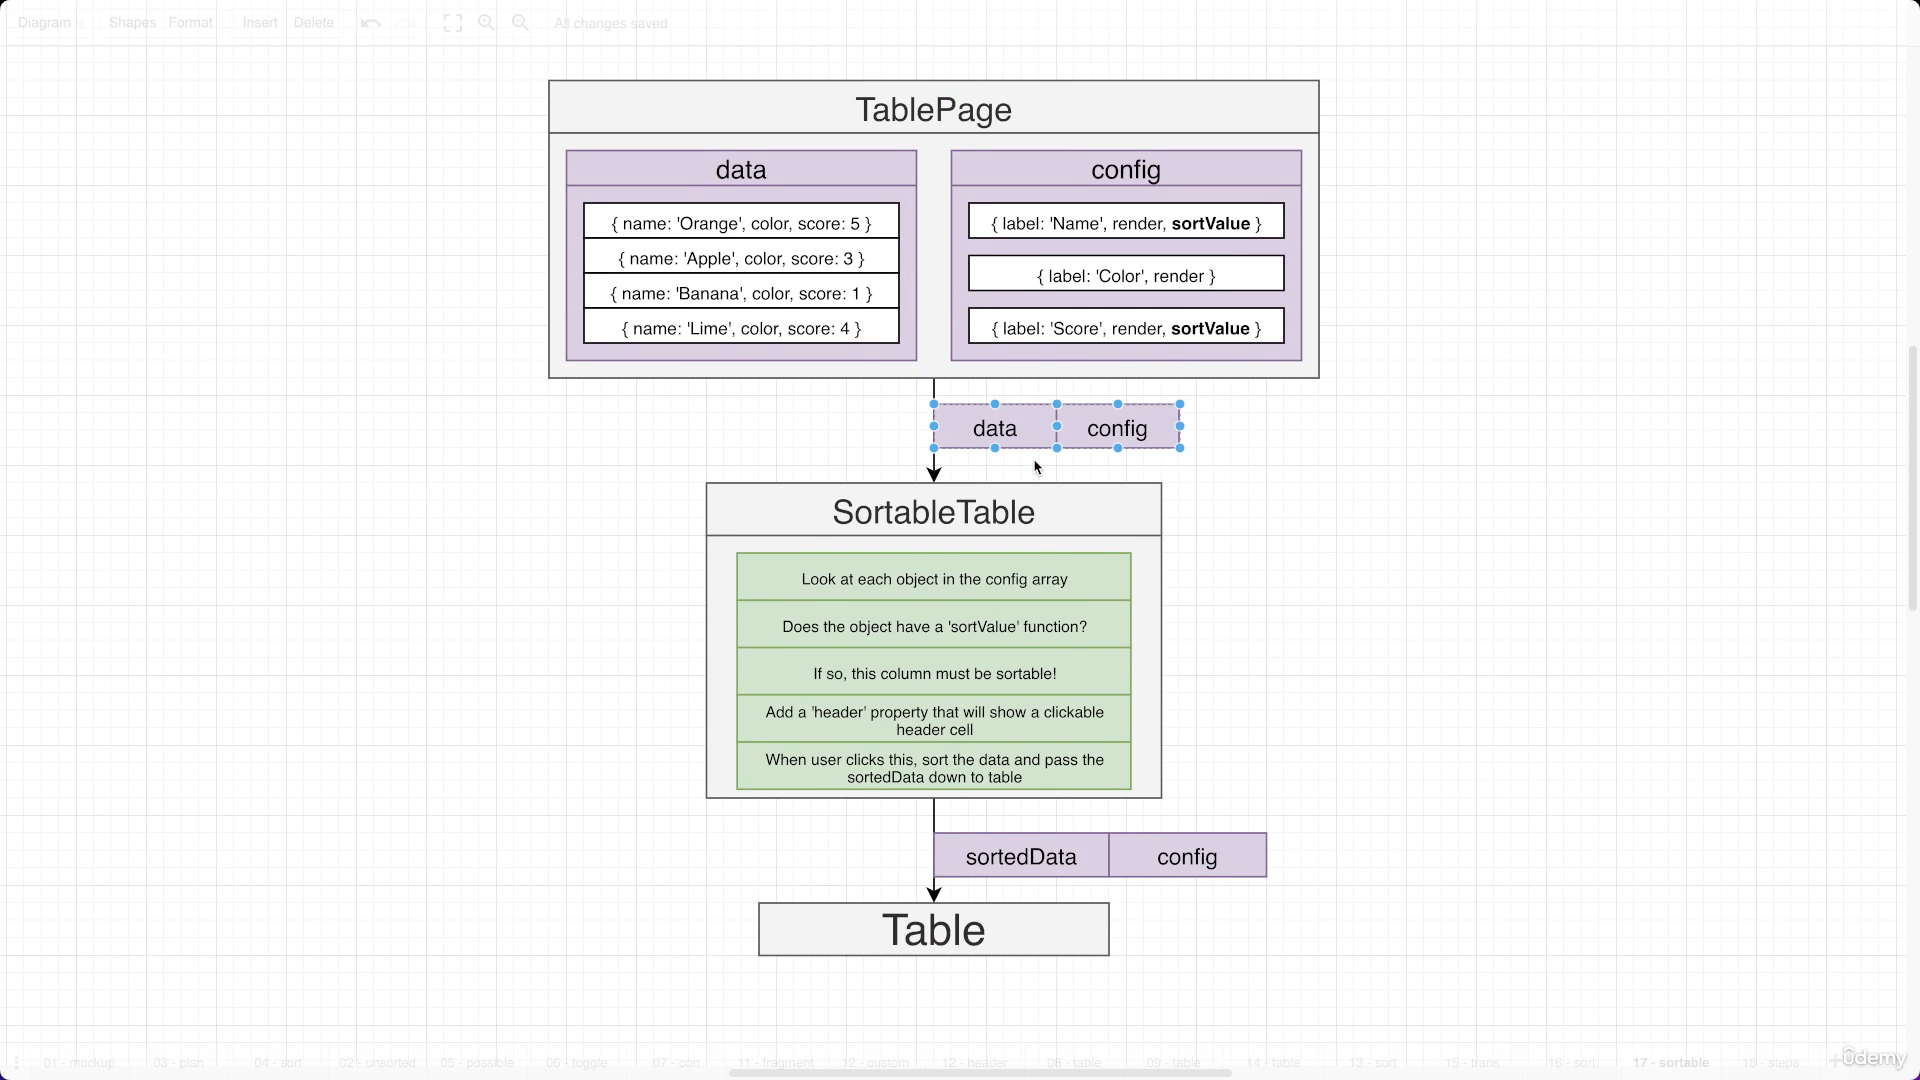 Diagram Shapes Format Insert Delete All changes saved
TablePage
data
{ name: 'Orange', color, score: 5 }
{ name: 'Apple', color, score: 3 }
{ name: 'Banana', color, score: 1 }
{ name: 'Lime', color, score: 4 }
config
{ label: 'Name', render, sortValue }
{ label: 'Color', render }
{ label: 'Score', render, sortValue }
data config
SortableTable
Look at each object in the config array
Does the object have a 'sortValue' function?
If so, this column must be sortable!
Add a 'header' property that will show a clickable
header cell
When user clicks this, sort the data and pass the
sortedData down to table
sortedData config
Table
01 - mockup 03 - plan 04 - sort 02 - unsorted 05 - possible 06 - toggle 07 - con 11 - fragment 12 - custom 12 - header 08 - table 09 - table 14 - table 13 - sort 15 - trans 16 - sort 17 - sortable 18 - steps
ûdemy